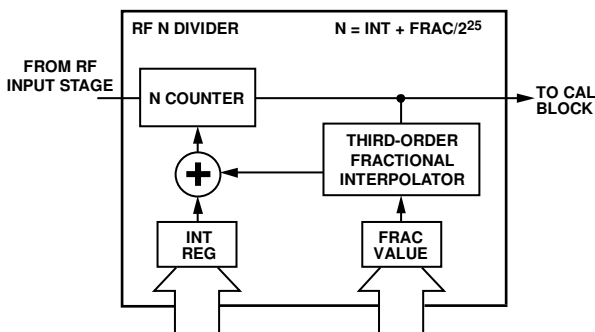 RF N DIVIDER N = INT + FRAC/2²⁵
FROM RF
INPUT STAGE
N COUNTER
TO CAL
BLOCK
THIRD-ORDER
FRACTIONAL
INTERPOLATOR
+
INT
REG
FRAC
VALUE